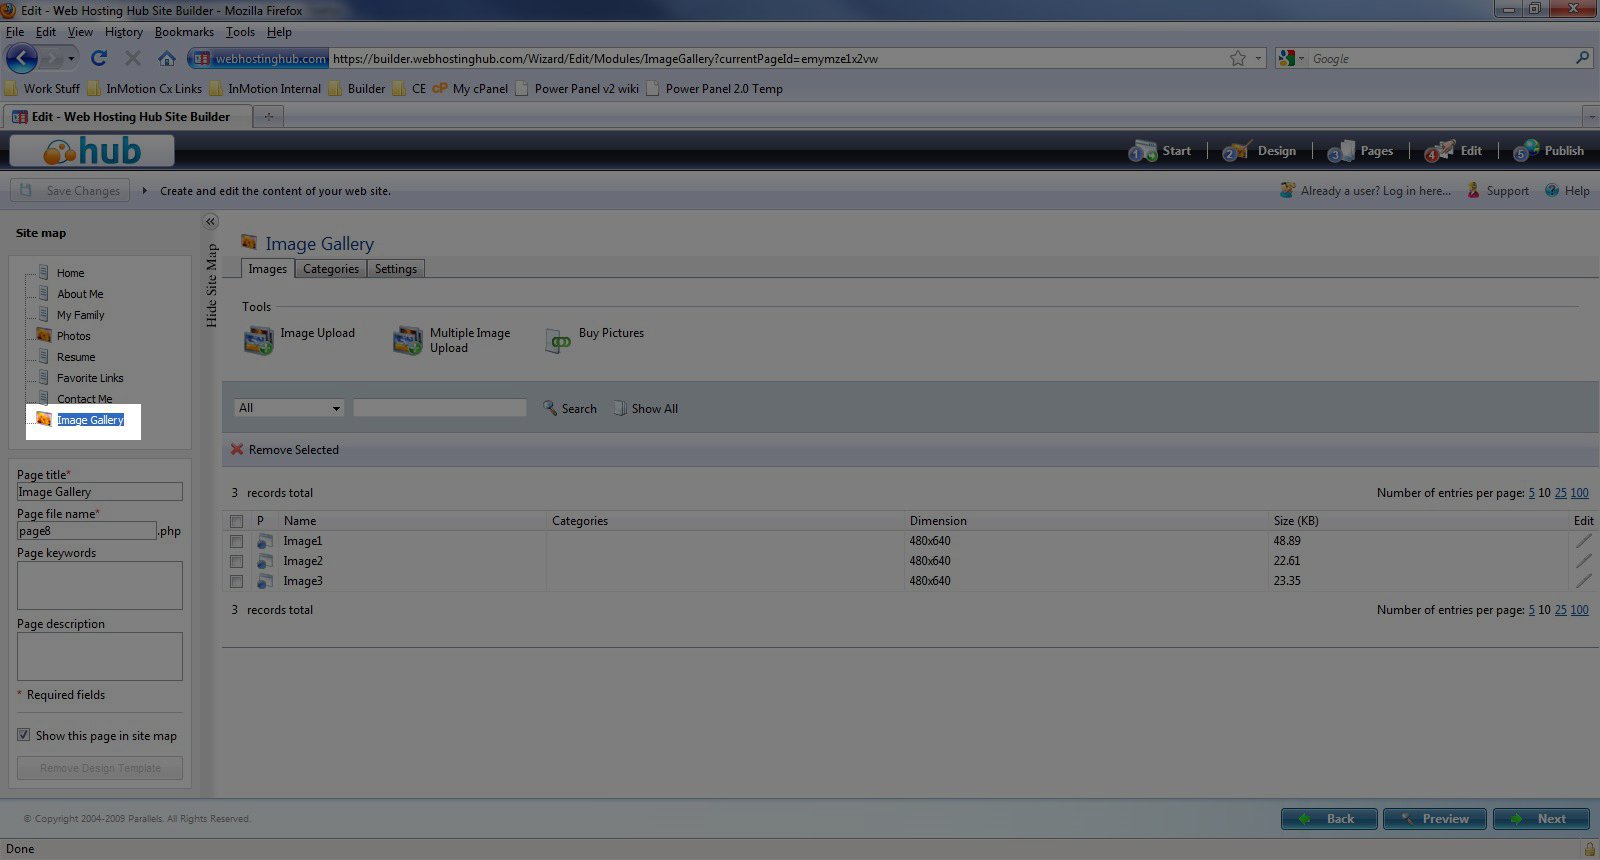 Edit - Web Hosting Hub Site Builder - Mozilla Firefox
File Edit View History Bookmarks Tools Help
webhostinghub.com https://builder.webhostinghub.com/Wizard/Edit/Modules/ImageGallery?currentPageId=emymze1x2vw
Google
Work Stuff InMotion Cx Links InMotion Internal Builder CE cP My cPanel Power Panel v2 wiki Power Panel 2.0 Temp
Edit - Web Hosting Hub Site Builder
hub
1 Start 2 Design 3 Pages 4 Edit 5 Publish
Save Changes Create and edit the content of your web site.
Already a user? Log in here... Support Help
Site map
Home
About Me
My Family
Photos
Resume
Favorite Links
Contact Me
Image Gallery
Page title*
Image Gallery
Page file name*
page8 .php
Page keywords
Page description
* Required fields
Show this page in site map
Remove Design Template
Hide Site Map
Image Gallery
Images Categories Settings
Tools
Image Upload
Multiple Image
Upload
Buy Pictures
All Search Show All
Remove Selected
3 records total Number of entries per page: 5 10 25 100
P Name Categories Dimension Size (KB) Edit
Image1 480x640 48.89
Image2 480x640 22.61
Image3 480x640 23.35
3 records total Number of entries per page: 5 10 25 100
© Copyright 2004-2009 Parallels. All Rights Reserved.
Back Preview Next
Done